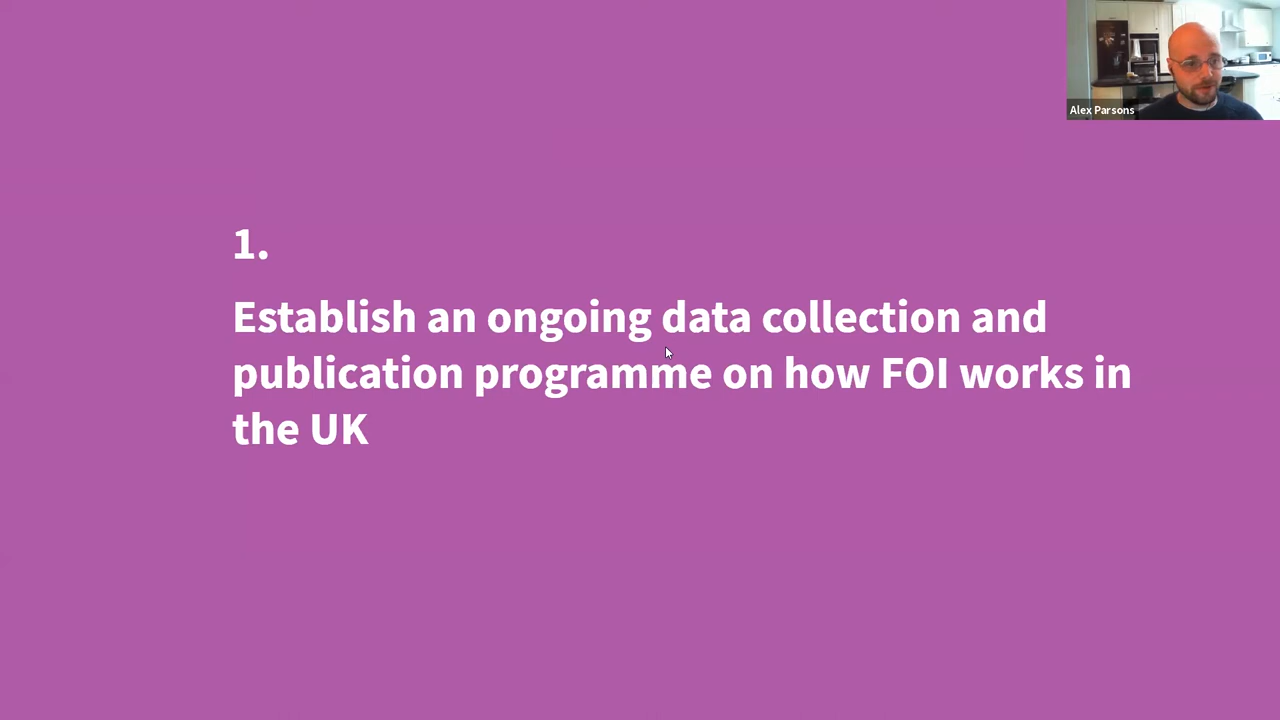 Alex Parsons
1.
Establish an ongoing data collection and
publication programme on how FOI works in
the UK